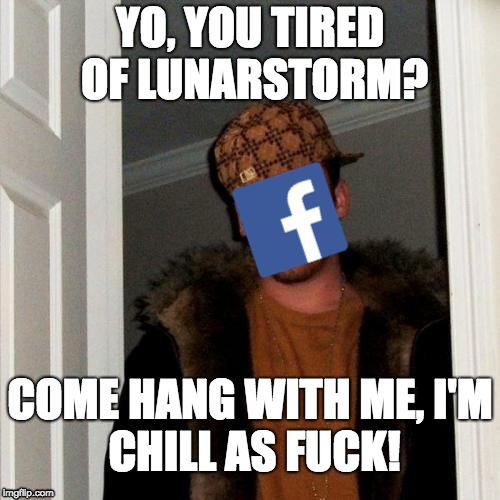 YO, YOU TIRED
OF LUNARSTORM?
f
COME HANG WITH ME, I'M
CHILL AS FUCK!
imgflip.com